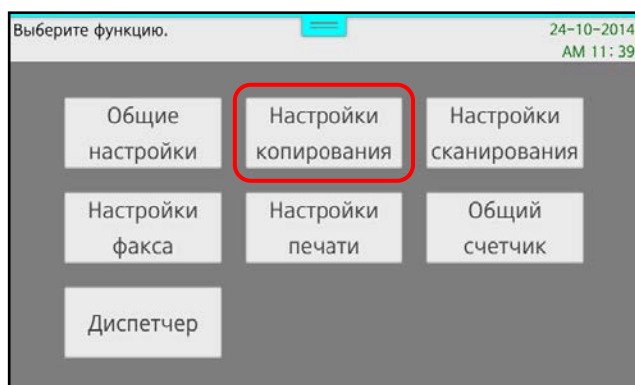 Выберите функцию.
24-10-2014
AM 11:39
Общие
настройки
Настройки
копирования
Настройки
сканирования
Настройки
факса
Настройки
печати
Общий
счетчик
Диспетчер